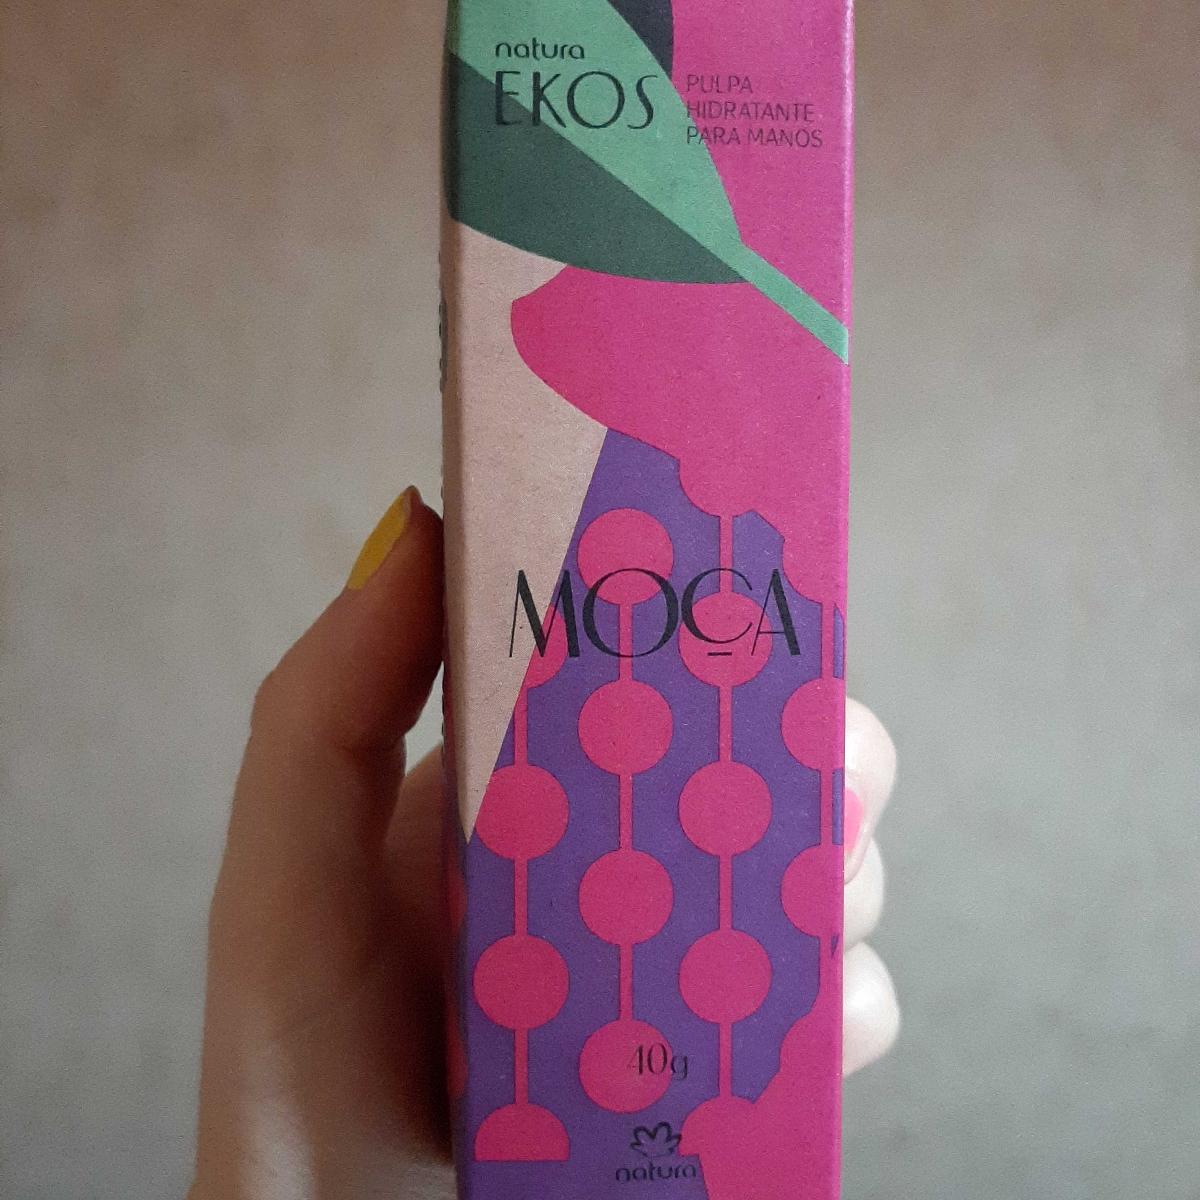 natura
EKOS
PULPA
HIDRATANTE
PARA MANOS
MOÇA
40g
natura